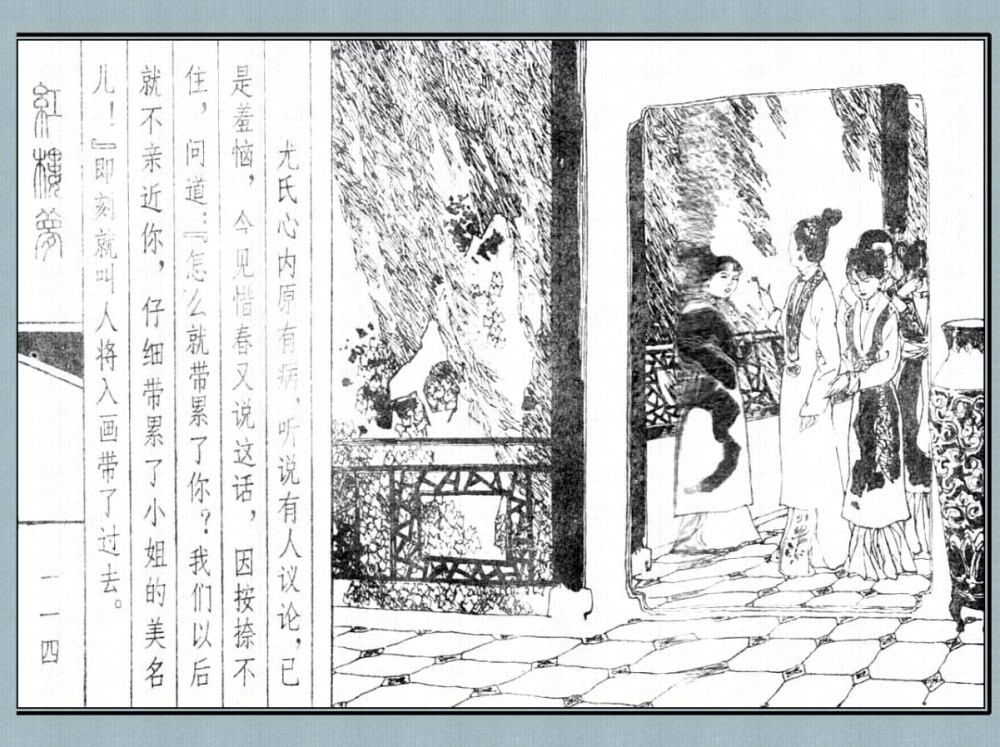 尤氏心内原有病，听说有人议论，已
是羞恼，今见惜春又说这话，因按捺不
住，问道：『怎么就带累了你？我们以后
就不亲近你，仔细带累了小姐的美名
儿！』即刻就叫人将入画带了过去。
紅樓夢
一一四